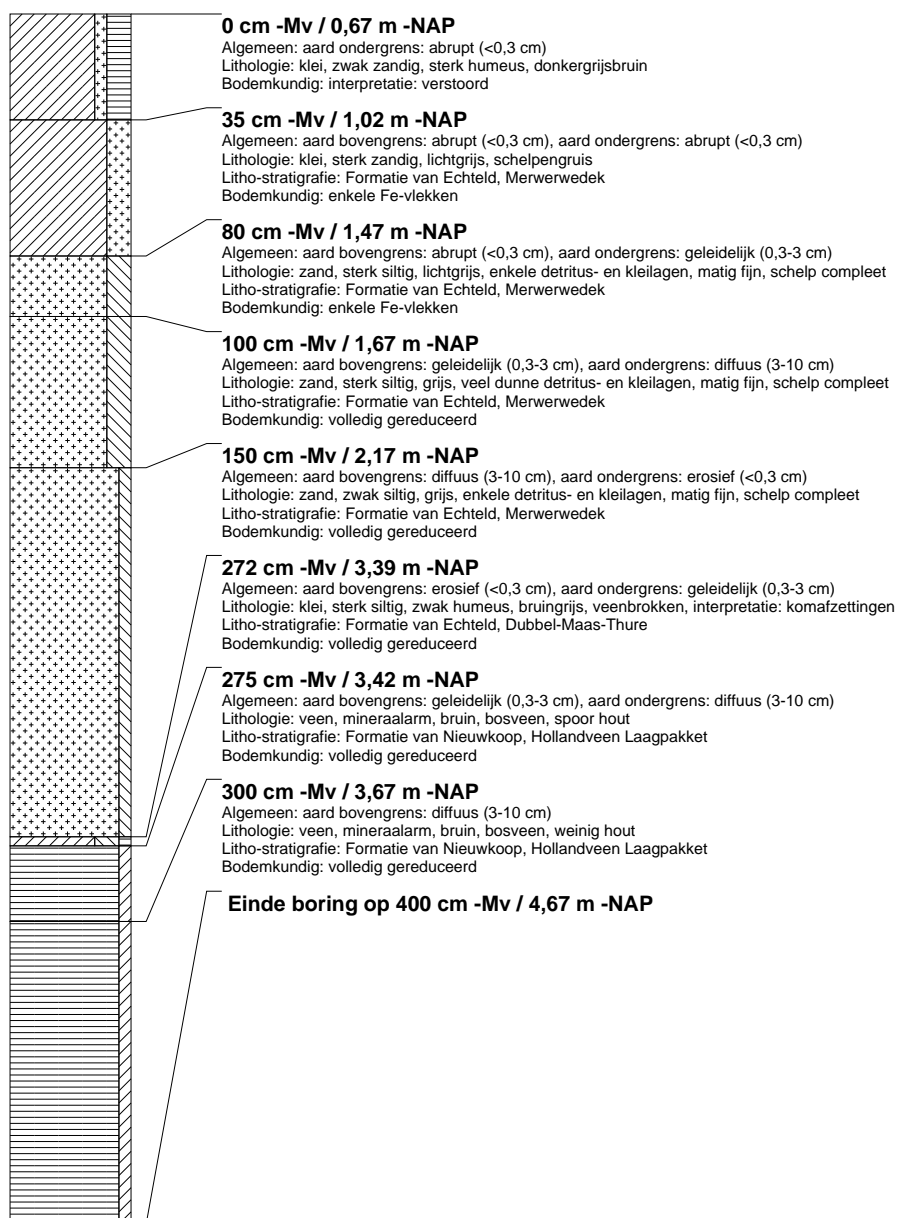 0 cm -Mv / 0,67 m -NAP
Algemeen: aard ondergrens: abrupt (<0,3 cm)
Lithologie: klei, zwak zandig, sterk humeus, donkergrijsbruin
Bodemkundig: interpretatie: verstoord
35 cm -Mv / 1,02 m -NAP
Algemeen: aard bovengrens: abrupt (<0,3 cm), aard ondergrens: abrupt (<0,3 cm)
Lithologie: klei, sterk zandig, lichtgrijs, schelpengruis
Litho-stratigrafie: Formatie van Echteld, Merwerwedek
Bodemkundig: enkele Fe-vlekken
80 cm -Mv / 1,47 m -NAP
Algemeen: aard bovengrens: abrupt (<0,3 cm), aard ondergrens: geleidelijk (0,3-3 cm)
Lithologie: zand, sterk siltig, lichtgrijs, enkele detritus- en kleilagen, matig fijn, schelp compleet
Litho-stratigrafie: Formatie van Echteld, Merwerwedek
Bodemkundig: enkele Fe-vlekken
100 cm -Mv / 1,67 m -NAP
Algemeen: aard bovengrens: geleidelijk (0,3-3 cm), aard ondergrens: diffuus (3-10 cm)
Lithologie: zand, sterk siltig, grijs, veel dunne detritus- en kleilagen, matig fijn, schelp compleet
Litho-stratigrafie: Formatie van Echteld, Merwerwedek
Bodemkundig: volledig gereduceerd
150 cm -Mv / 2,17 m -NAP
Algemeen: aard bovengrens: diffuus (3-10 cm), aard ondergrens: erosief (<0,3 cm)
Lithologie: zand, zwak siltig, grijs, enkele detritus- en kleilagen, matig fijn, schelp compleet
Litho-stratigrafie: Formatie van Echteld, Merwerwedek
Bodemkundig: volledig gereduceerd
272 cm -Mv / 3,39 m -NAP
Algemeen: aard bovengrens: erosief (<0,3 cm), aard ondergrens: geleidelijk (0,3-3 cm)
Lithologie: klei, sterk siltig, zwak humeus, bruingrijs, veenbrokken, interpretatie: komafzettingen
Litho-stratigrafie: Formatie van Echteld, Dubbel-Maas-Thure
Bodemkundig: volledig gereduceerd
275 cm -Mv / 3,42 m -NAP
Algemeen: aard bovengrens: geleidelijk (0,3-3 cm), aard ondergrens: diffuus (3-10 cm)
Lithologie: veen, mineraalarm, bruin, bosveen, spoor hout
Litho-stratigrafie: Formatie van Nieuwkoop, Hollandveen Laagpakket
Bodemkundig: volledig gereduceerd
300 cm -Mv / 3,67 m -NAP
Algemeen: aard bovengrens: diffuus (3-10 cm)
Lithologie: veen, mineraalarm, bruin, bosveen, weinig hout
Litho-stratigrafie: Formatie van Nieuwkoop, Hollandveen Laagpakket
Bodemkundig: volledig gereduceerd
Einde boring op 400 cm -Mv / 4,67 m -NAP